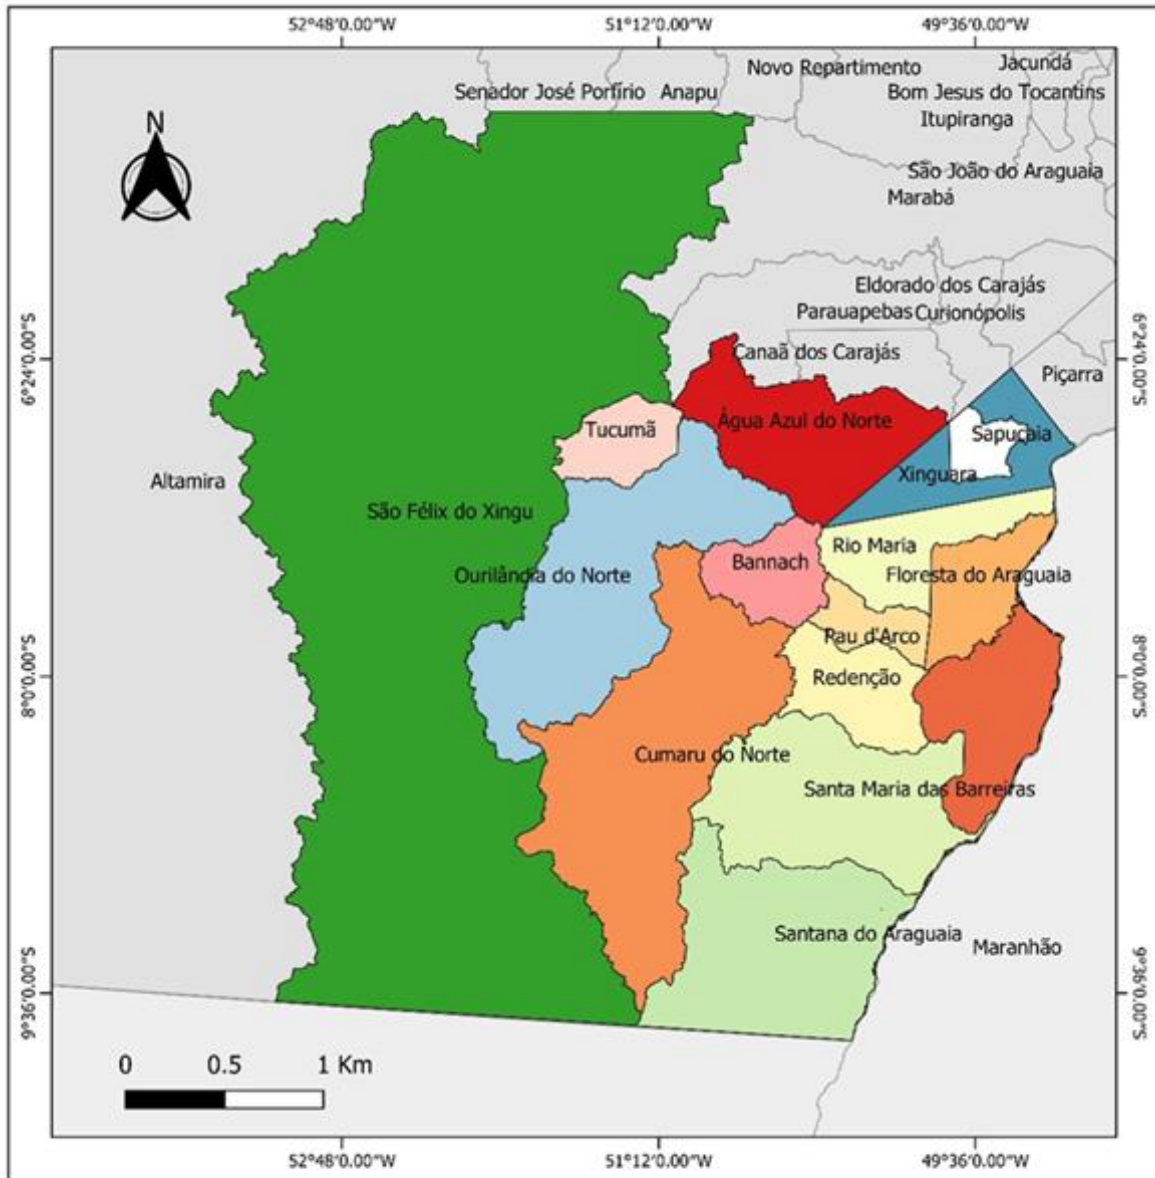 52°48'0.00"W
51°12'0.00"W
49°36'0.00"W
Jacundá
Novo Repartimento
Senador José Porfírio
Anapu
Bom Jesus do Tocantins
Itupiranga
N
São João do Araguaia
Marabá
Eldorado dos Carajás
Parauapebas
Curionópolis
6°24'0.00"S
6°24'0.00"S
Canaã dos Carajás
Piçarra
Água Azul do Norte
Tucumã
Sapucaia
Xinguara
Altamira
São Félix do Xingu
Rio Maria
Bannach
Ourilândia do Norte
Floresta do Araguaia
Pau d'Arco
8°0'0.00"S
8°0'0.00"S
Redenção
Cumaru do Norte
Santa Maria das Barreiras
Santana do Araguaia
Maranhão
9°36'0.00"S
9°36'0.00"S
0 0.5 1 Km
52°48'0.00"W
51°12'0.00"W
49°36'0.00"W